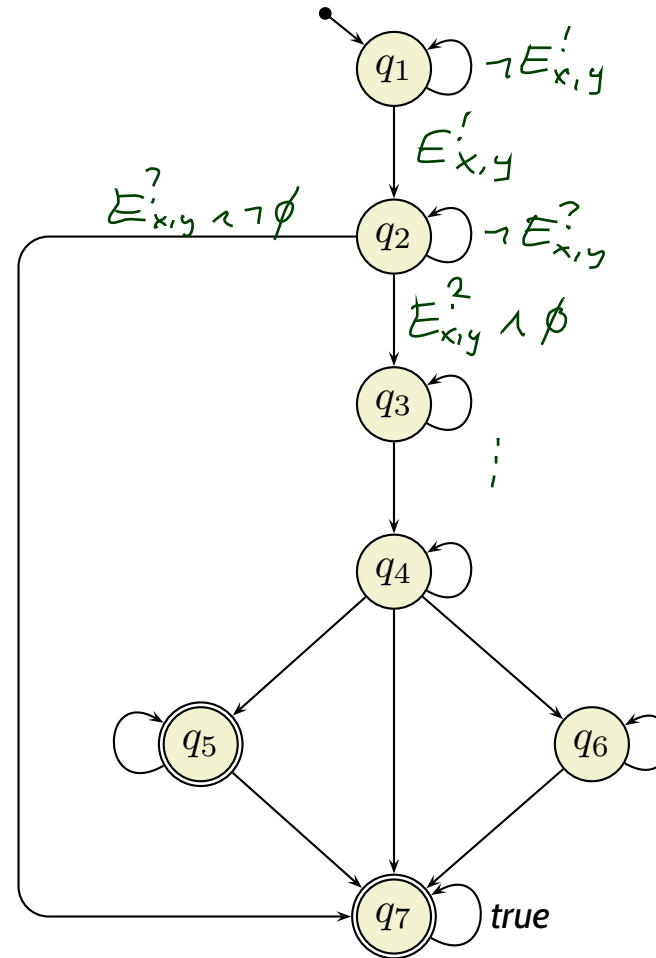 q₁ ¬E!x,y
E!x,y
E?x,y ∧ ¬ϕ
q₂ ¬E?x,y
E?x,y ∧ ϕ
q₃
⋮
q₄
q₅ q₆
q₇ true